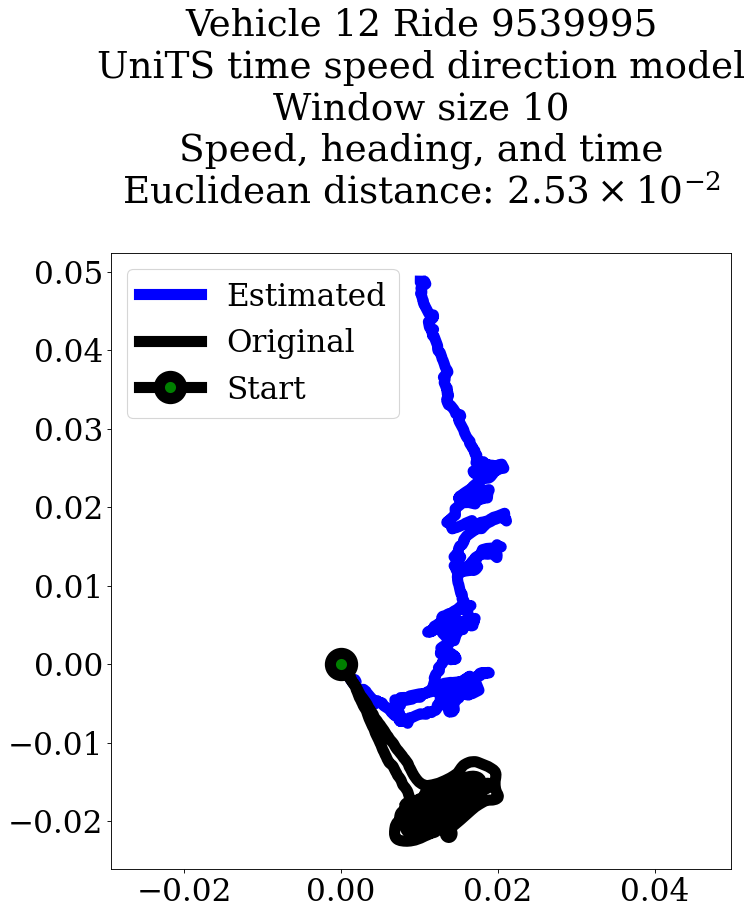 Vehicle 12 Ride 9539995
UniTS time speed direction model
Window size 10
Speed, heading, and time
Euclidean distance: 2.53 × 10⁻²
Estimated
Original
Start
0.05
0.04
0.03
0.02
0.01
0.00
−0.01
−0.02
−0.02 0.00 0.02 0.04